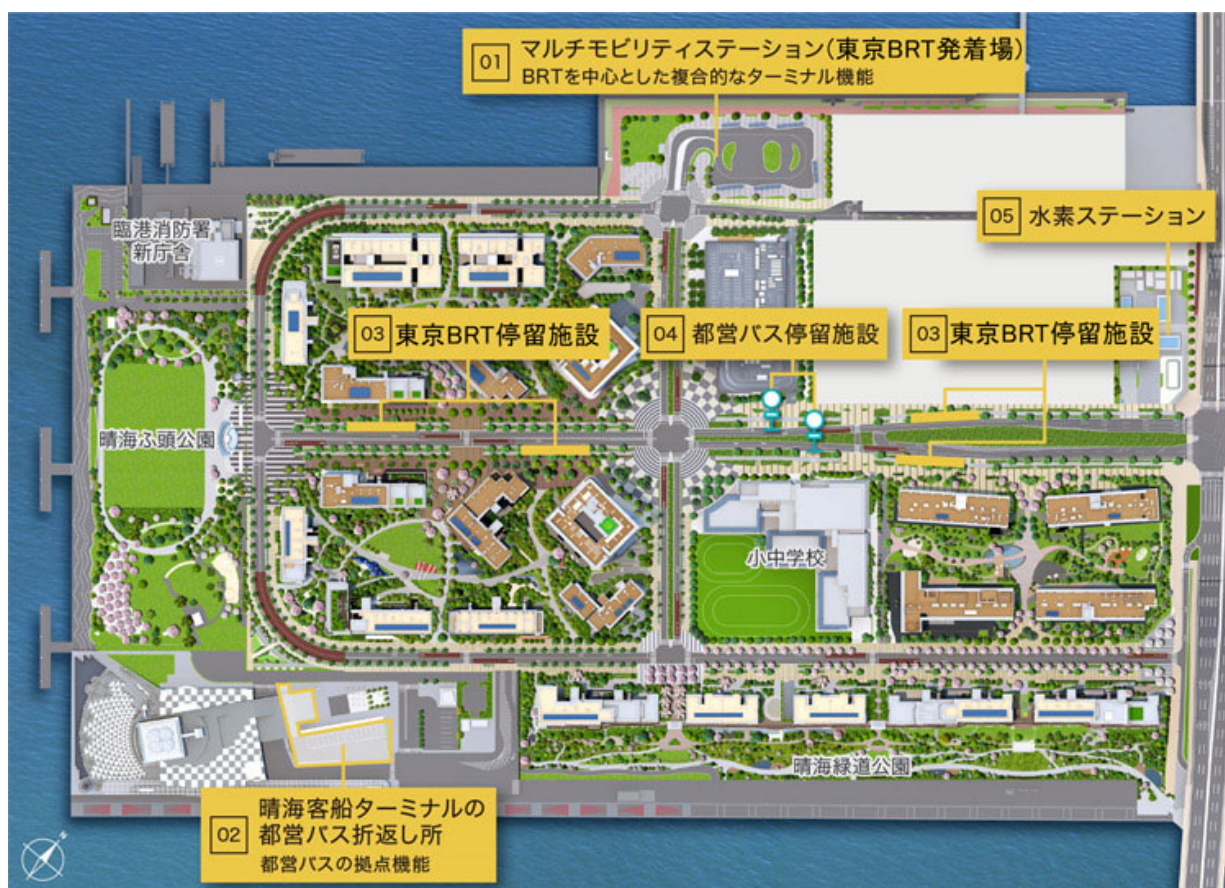 01 マルチモビリティステーション(東京BRT発着場)
BRTを中心とした複合的なターミナル機能
臨港消防署
新庁舎
05 水素ステーション
03 東京BRT停留施設
04 都営バス停留施設
03 東京BRT停留施設
晴海ふ頭公園
小中学校
晴海緑道公園
02 晴海客船ターミナルの
都営バス折返し所
都営バスの拠点機能